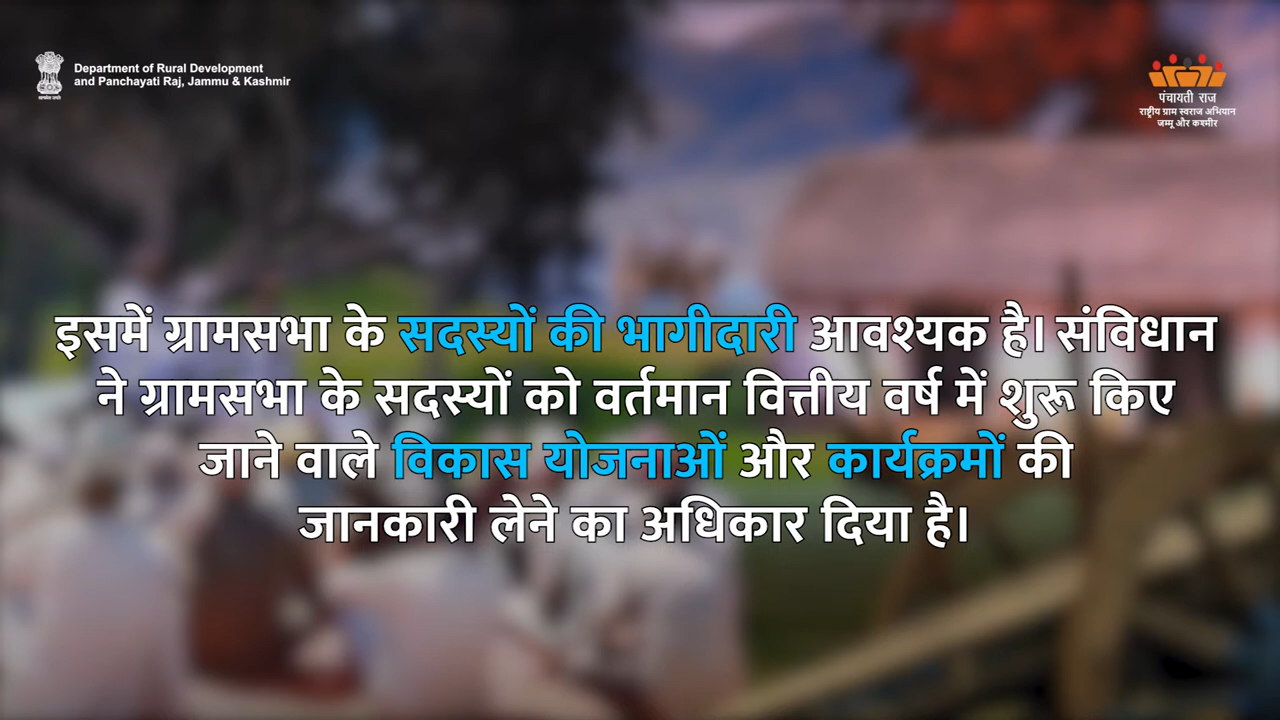 Department of Rural Development
and Panchayati Raj, Jammu & Kashmir
पंचायती राज
राष्ट्रीय ग्राम स्वराज अभियान
जम्मू और कश्मीर
इसमें ग्रामसभा के सदस्यों की भागीदारी आवश्यक है। संविधान
ने ग्रामसभा के सदस्यों को वर्तमान वित्तीय वर्ष में शुरू किए
जाने वाले विकास योजनाओं और कार्यक्रमों की
जानकारी लेने का अधिकार दिया है।